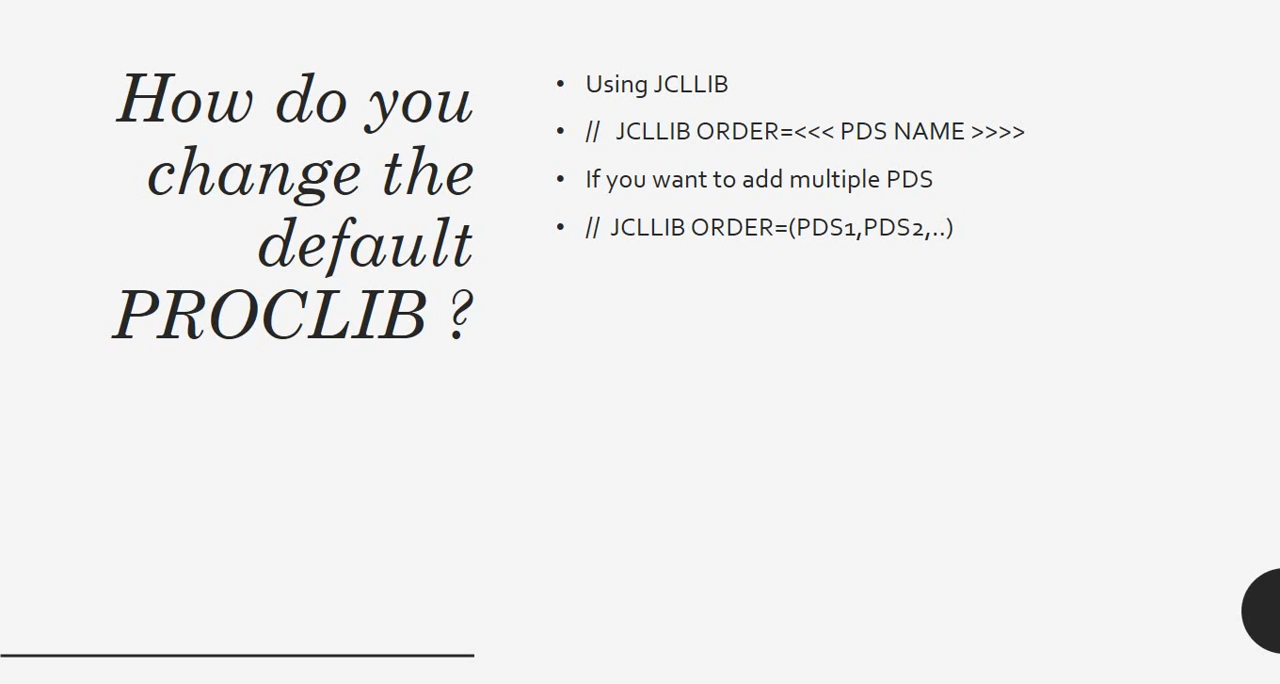 How do you
change the
default
PROCLIB ?
• Using JCLLIB
• //   JCLLIB ORDER=<<< PDS NAME >>>>
• If you want to add multiple PDS
• //  JCLLIB ORDER=(PDS1,PDS2,..)